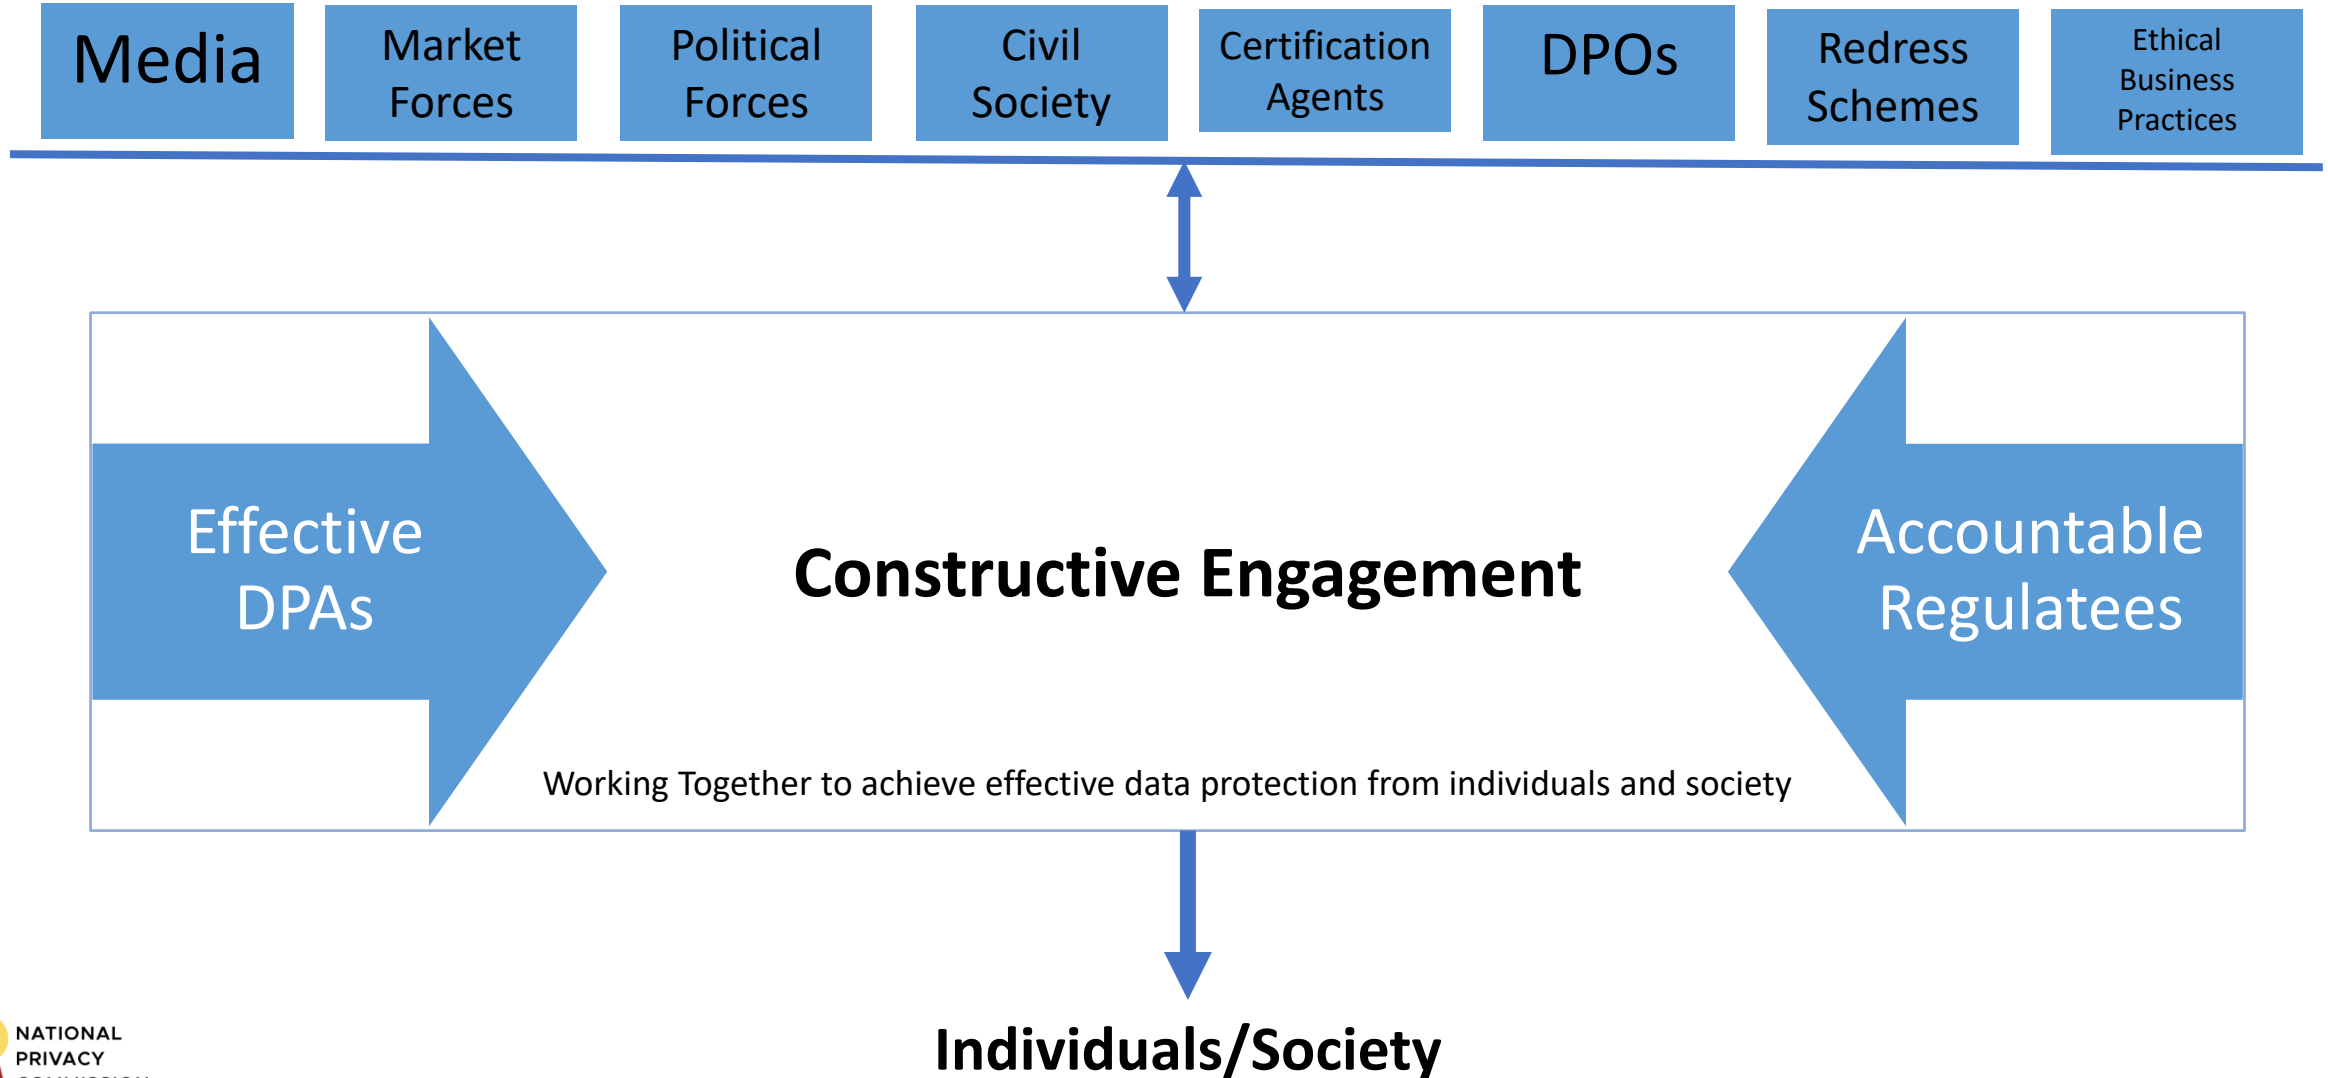 Media
Market
Forces
Political
Forces
Civil
Society
Certification
Agents
DPOs
Redress
Schemes
Ethical
Business
Practices
Effective
DPAs
Constructive Engagement
Accountable
Regulatees
Working Together to achieve effective data protection from individuals and society
Individuals/Society
NATIONAL
PRIVACY
COMMISSION